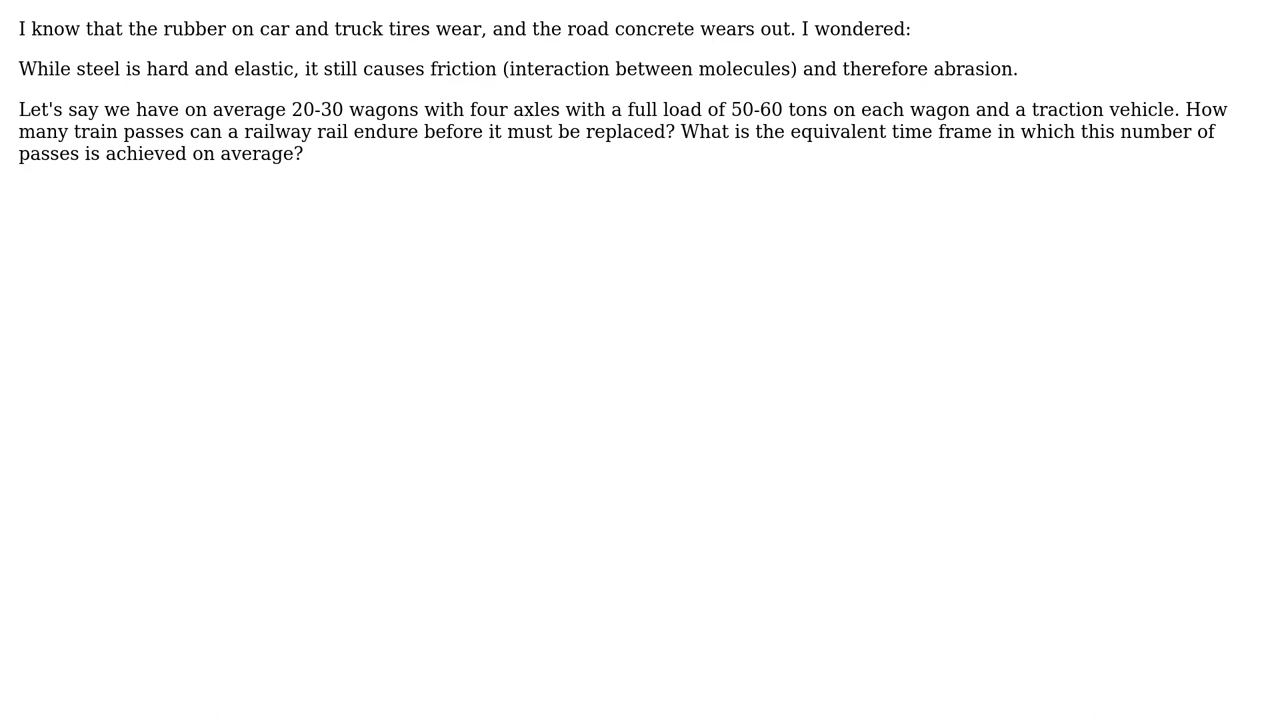 I know that the rubber on car and truck tires wear, and the road concrete wears out. I wondered:
While steel is hard and elastic, it still causes friction (interaction between molecules) and therefore abrasion.
Let's say we have on average 20-30 wagons with four axles with a full load of 50-60 tons on each wagon and a traction vehicle. How
many train passes can a railway rail endure before it must be replaced? What is the equivalent time frame in which this number of
passes is achieved on average?